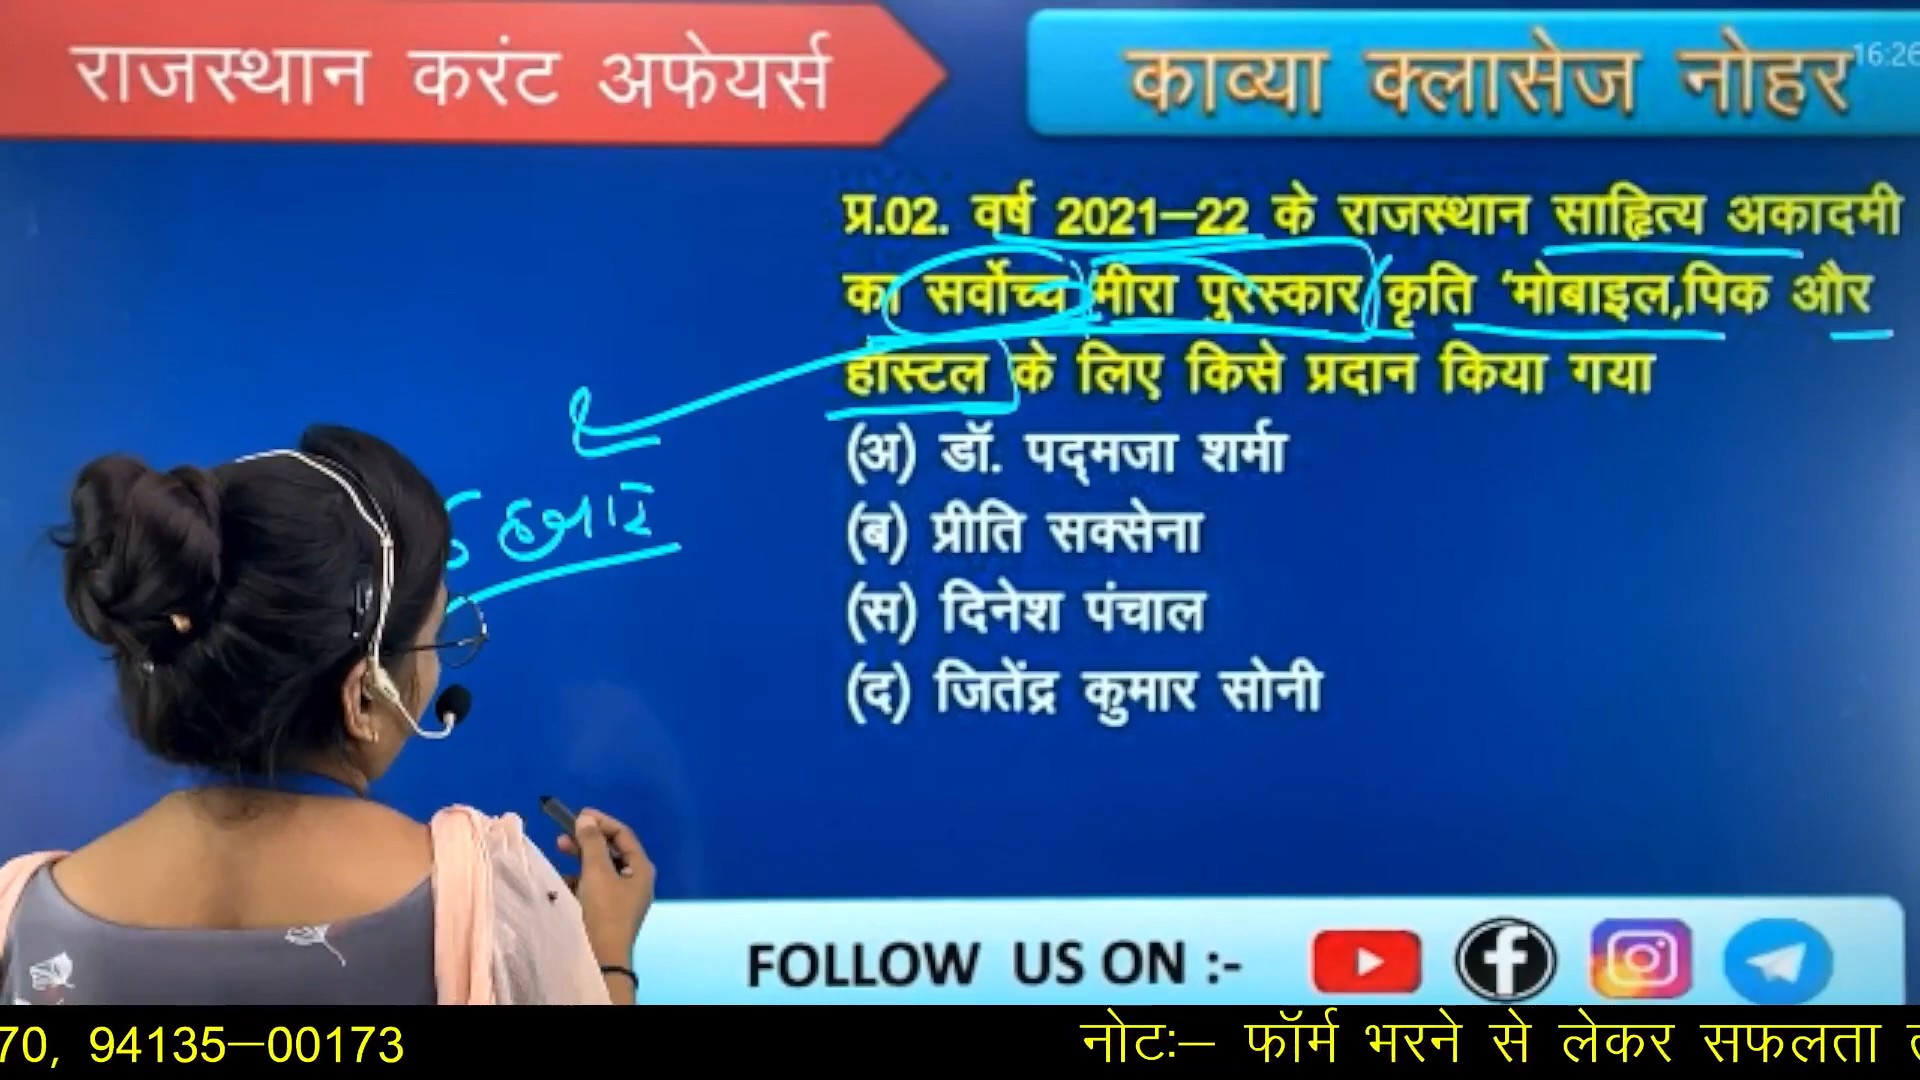 राजस्थान करंट अफेयर्स
काव्या क्लासेज नोहर
16:26
प्र.02. वर्ष 2021–22 के राजस्थान साहित्य अकादमी
का सर्वोच्च मीरा पुरस्कार कृति ‘मोबाइल,पिक और
हॉस्टल के लिए किसे प्रदान किया गया
(अ) डॉ. पद्मजा शर्मा
(ब) प्रीति सक्सेना
(स) दिनेश पंचाल
(द) जितेंद्र कुमार सोनी
हजार
FOLLOW US ON :-
70, 94135–00173
नोटः– फॉर्म भरने से लेकर सफलता